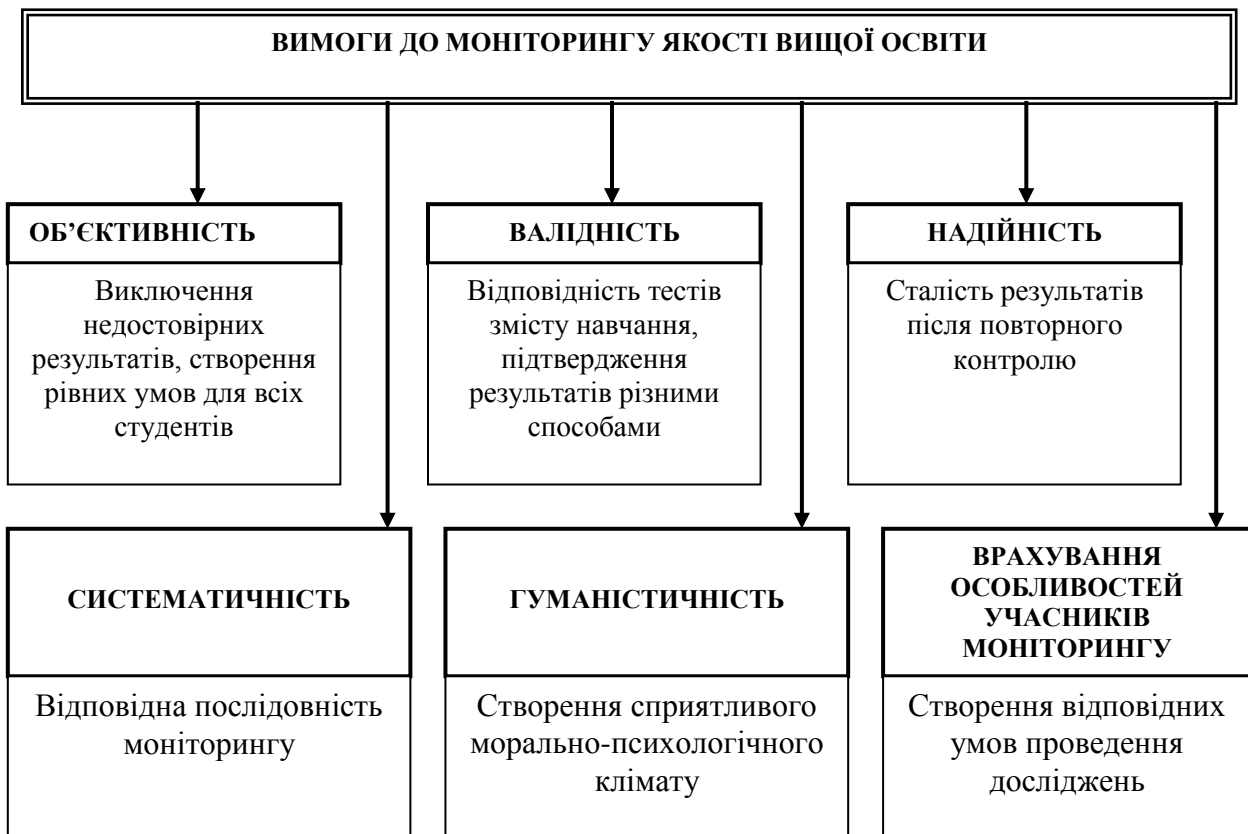 ВИМОГИ ДО МОНІТОРИНГУ ЯКОСТІ ВИЩОЇ ОСВІТИ
ОБ’ЄКТИВНІСТЬ
Виключення
недостовірних
результатів, створення
рівних умов для всіх
студентів
ВАЛІДНІСТЬ
Відповідність тестів
змісту навчання,
підтвердження
результатів різними
способами
НАДІЙНІСТЬ
Сталість результатів
після повторного
контролю
СИСТЕМАТИЧНІСТЬ
Відповідна послідовність
моніторингу
ГУМАНІСТИЧНІСТЬ
Створення сприятливого
морально-психологічного
клімату
ВРАХУВАННЯ
ОСОБЛИВОСТЕЙ
УЧАСНИКІВ
МОНІТОРИНГУ
Створення відповідних
умов проведення
досліджень